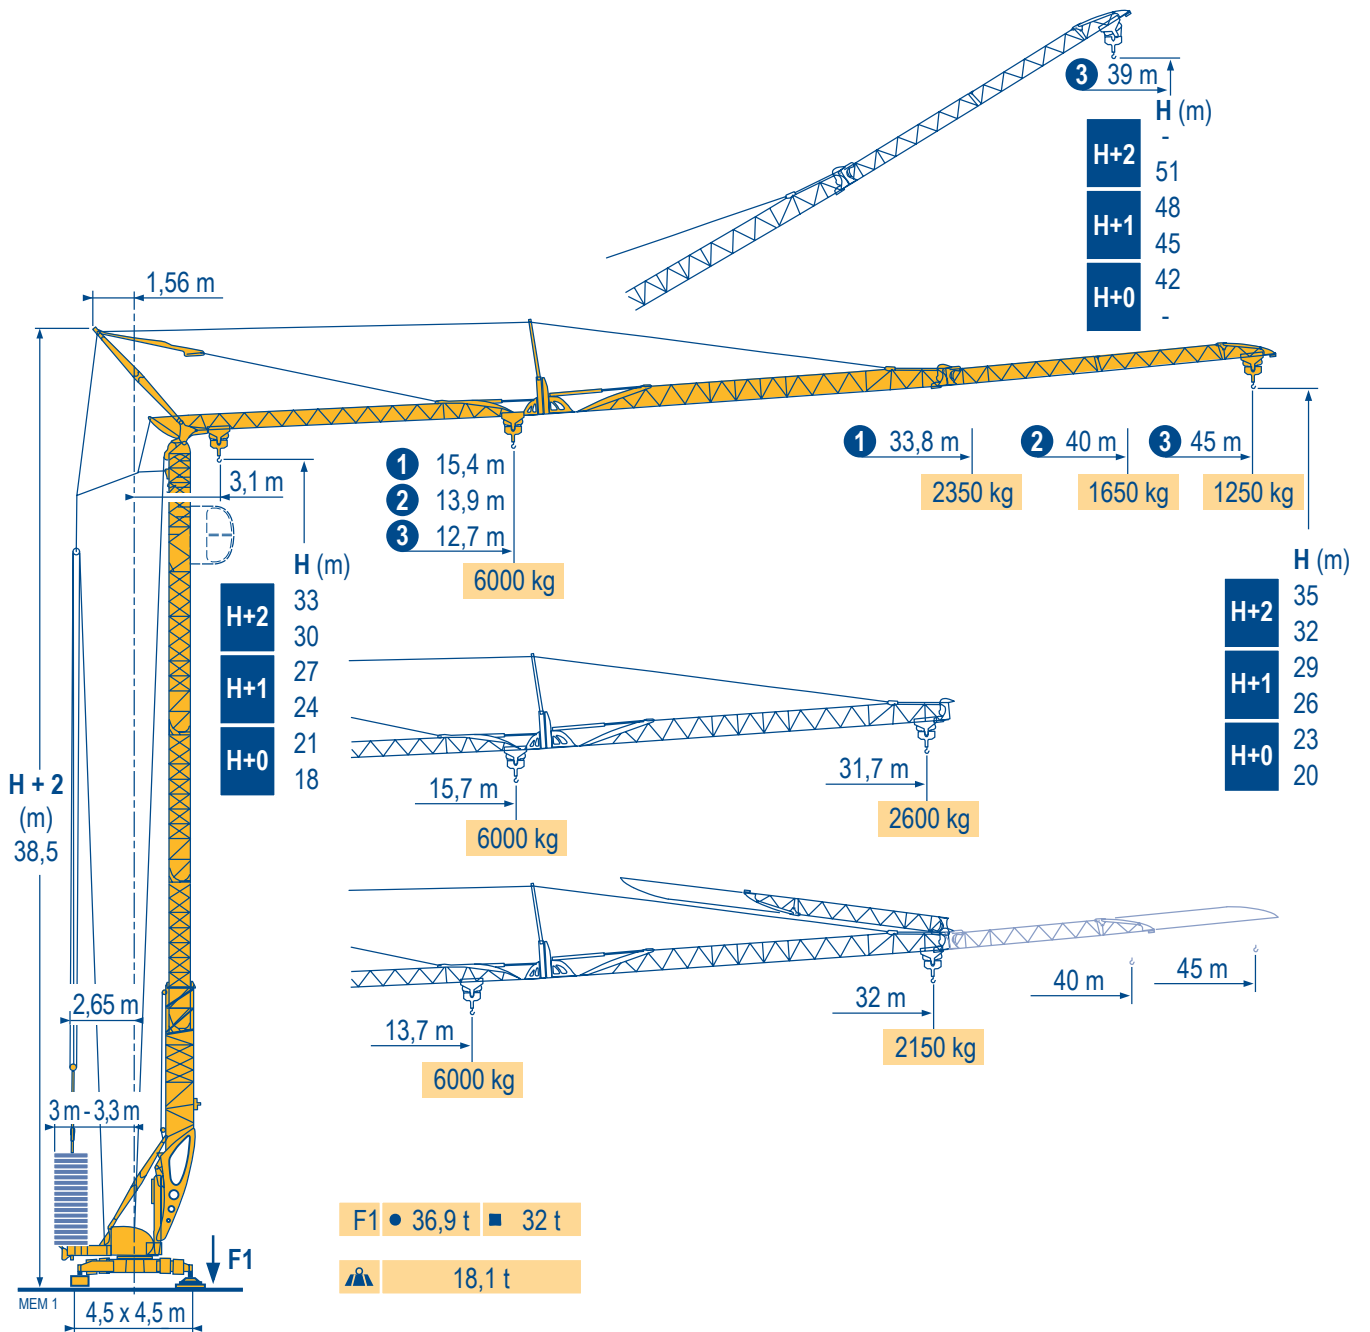 3 39 m
H (m)
H+2
-
51
H+1
48
45
H+0
42
-
1,56 m
3,1 m
1 15,4 m
2 13,9 m
3 12,7 m
6000 kg
1 33,8 m
2 40 m
3 45 m
2350 kg
1650 kg
1250 kg
H (m)
H+2
33
30
H+1
27
24
H+0
21
18
H (m)
H+2
35
32
H+1
29
26
H+0
23
20
15,7 m
6000 kg
31,7 m
2600 kg
H + 2
(m)
38,5
13,7 m
6000 kg
32 m
2150 kg
40 m
45 m
2,65 m
3 m - 3,3 m
F1
MEM 1
4,5 x 4,5 m
F1 ● 36,9 t ■ 32 t
18,1 t